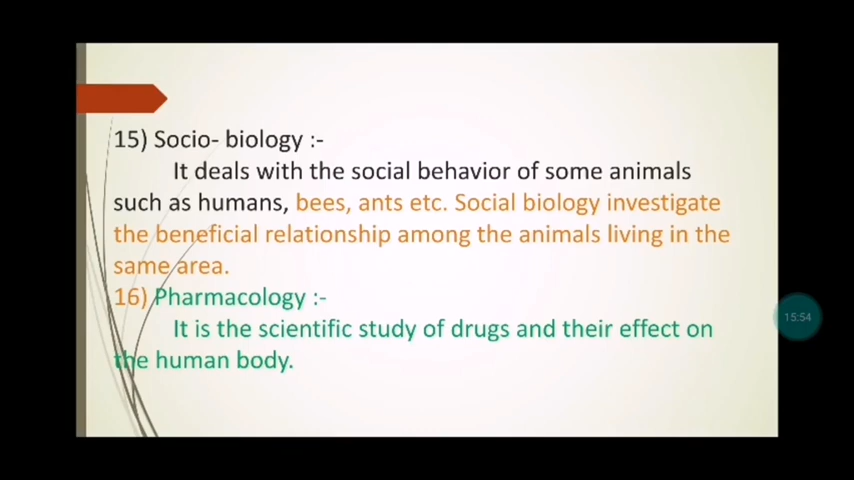 15) Socio- biology :-
It deals with the social behavior of some animals
such as humans, bees, ants etc. Social biology investigate
the beneficial relationship among the animals living in the
same area.
16) Pharmacology :-
It is the scientific study of drugs and their effect on
the human body.
15:54